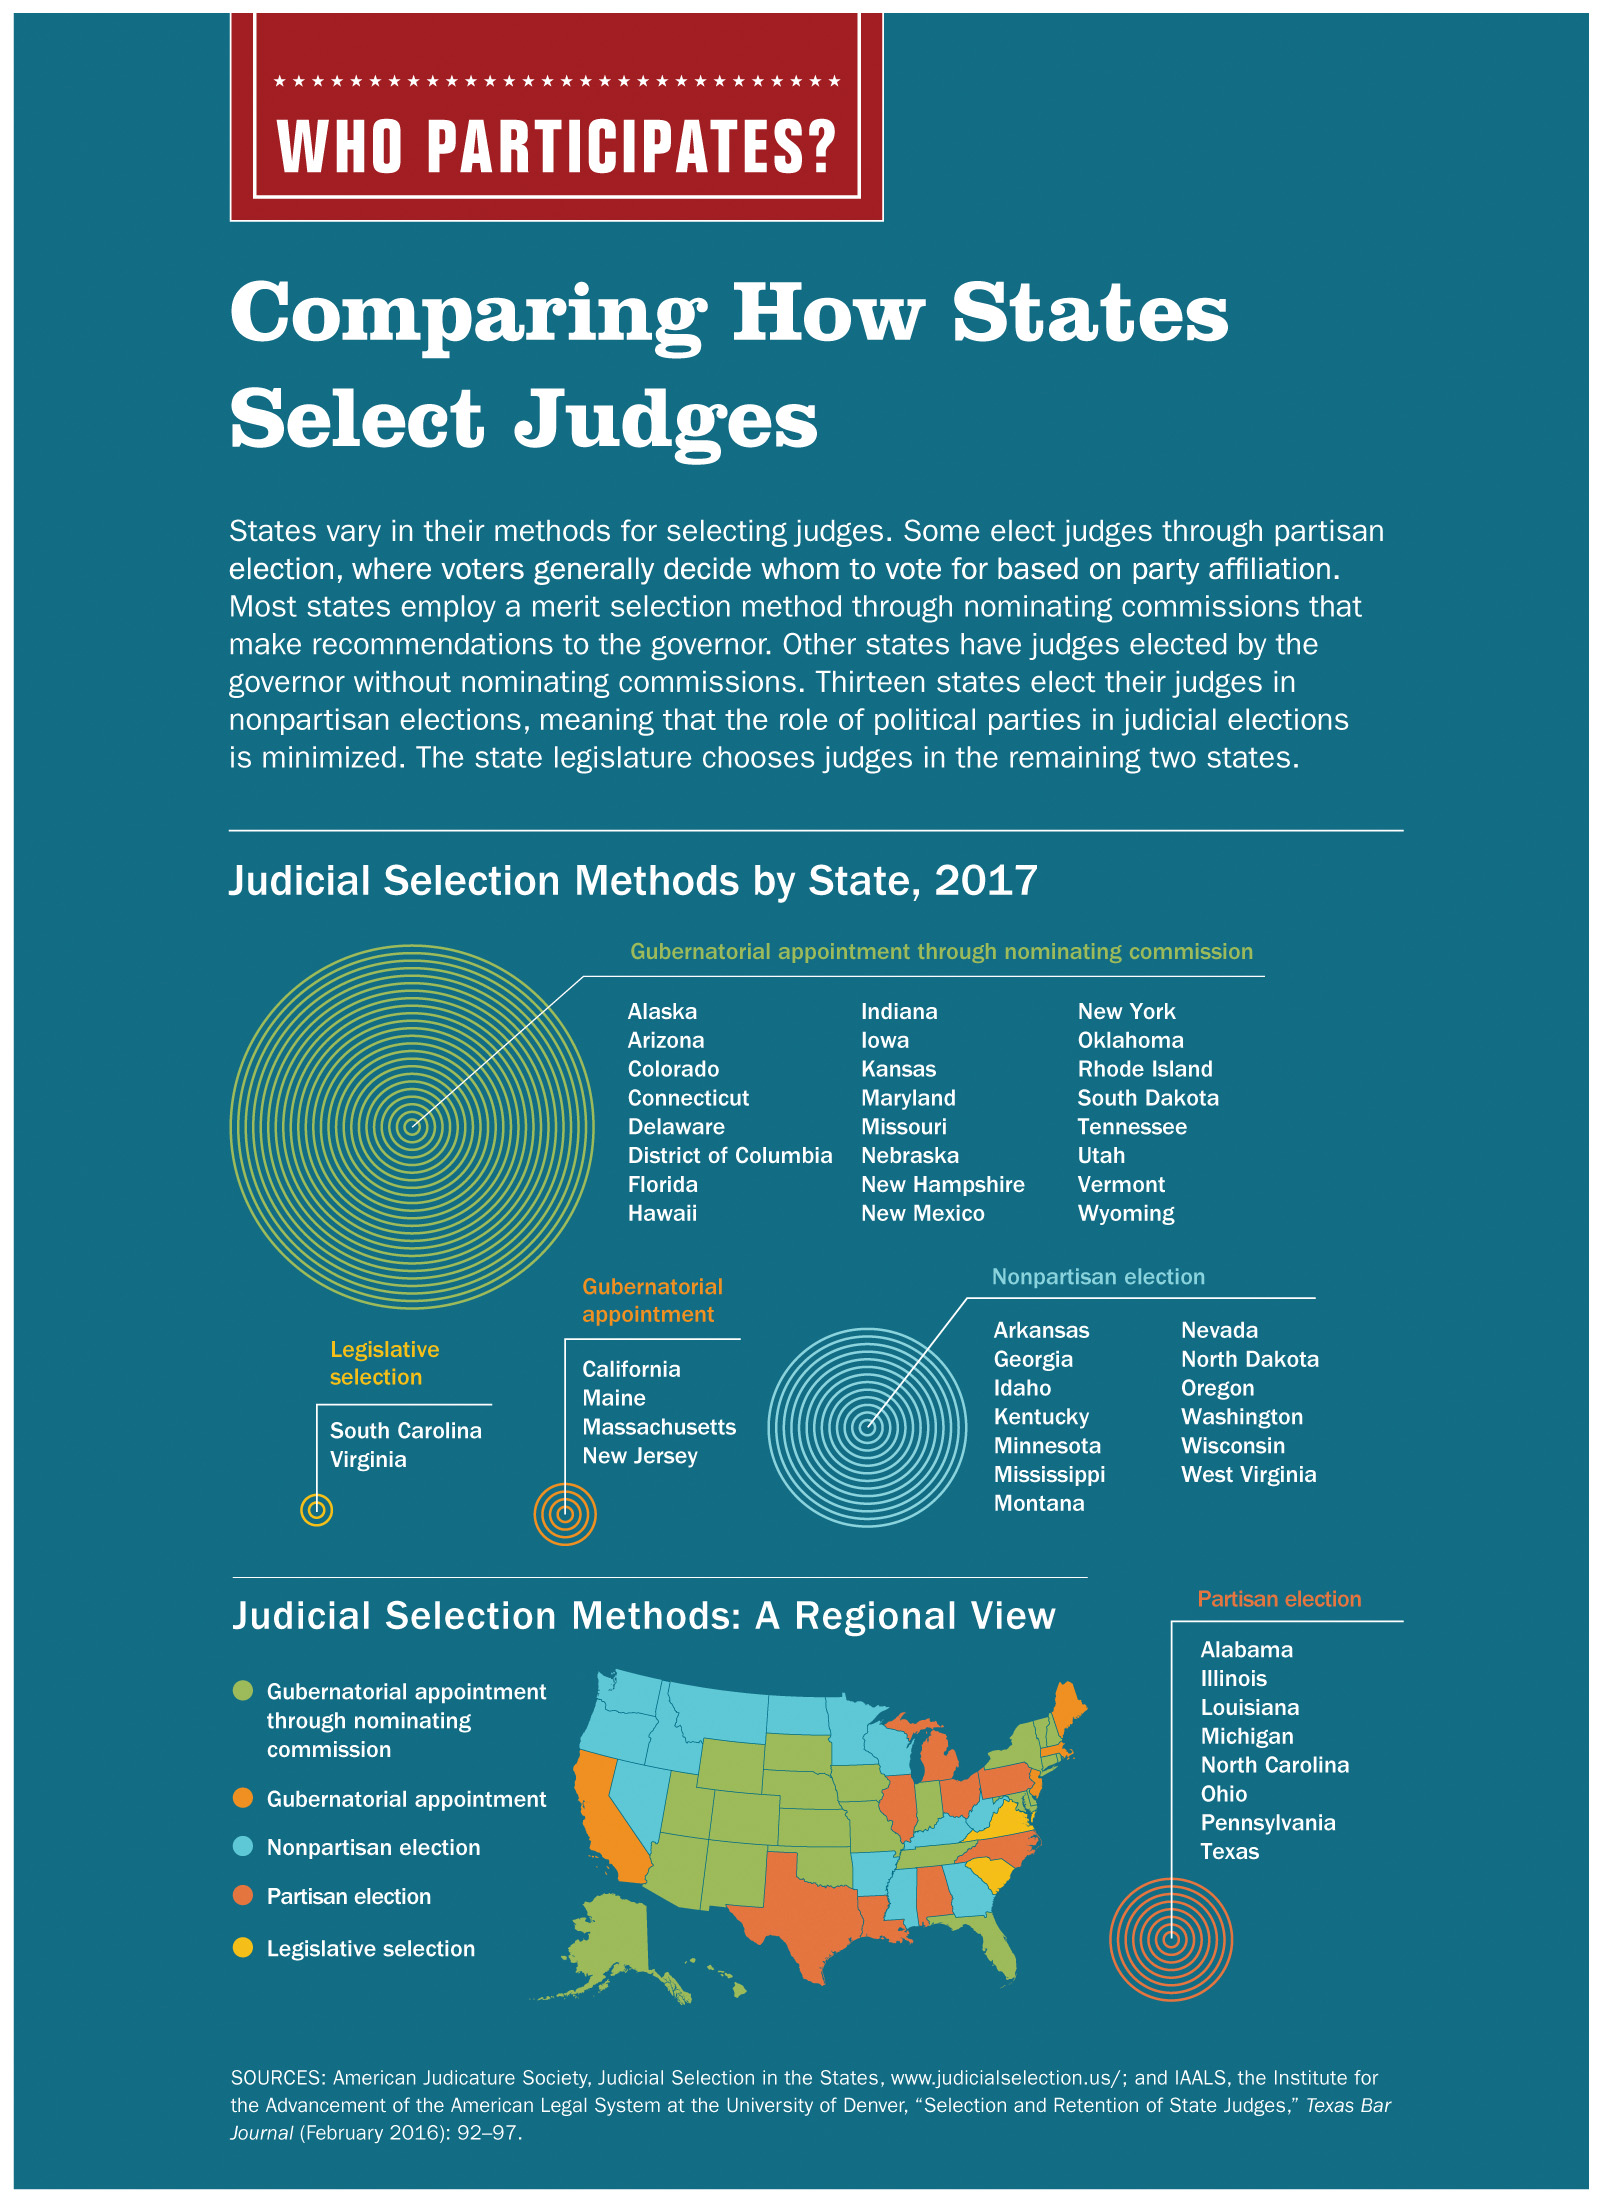 WHO PARTICIPATES?
Comparing How States
Select Judges
States vary in their methods for selecting judges. Some elect judges through partisan
election, where voters generally decide whom to vote for based on party affiliation.
Most states employ a merit selection method through nominating commissions that
make recommendations to the governor. Other states have judges elected by the
governor without nominating commissions. Thirteen states elect their judges in
nonpartisan elections, meaning that the role of political parties in judicial elections
is minimized. The state legislature chooses judges in the remaining two states.
Judicial Selection Methods by State, 2017
Gubernatorial appointment through nominating commission
Alaska
Arizona
Colorado
Connecticut
Delaware
District of Columbia
Florida
Hawaii
Indiana
Iowa
Kansas
Maryland
Missouri
Nebraska
New Hampshire
New Mexico
New York
Oklahoma
Rhode Island
South Dakota
Tennessee
Utah
Vermont
Wyoming
Legislative
selection
South Carolina
Virginia
Gubernatorial
appointment
California
Maine
Massachusetts
New Jersey
Nonpartisan election
Arkansas
Georgia
Idaho
Kentucky
Minnesota
Mississippi
Montana
Nevada
North Dakota
Oregon
Washington
Wisconsin
West Virginia
Judicial Selection Methods: A Regional View
Gubernatorial appointment
through nominating
commission
Gubernatorial appointment
Nonpartisan election
Partisan election
Legislative selection
Partisan election
Alabama
Illinois
Louisiana
Michigan
North Carolina
Ohio
Pennsylvania
Texas
SOURCES: American Judicature Society, Judicial Selection in the States, www.judicialselection.us/; and IAALS, the Institute for
the Advancement of the American Legal System at the University of Denver, “Selection and Retention of State Judges,” Texas Bar
Journal (February 2016): 92–97.